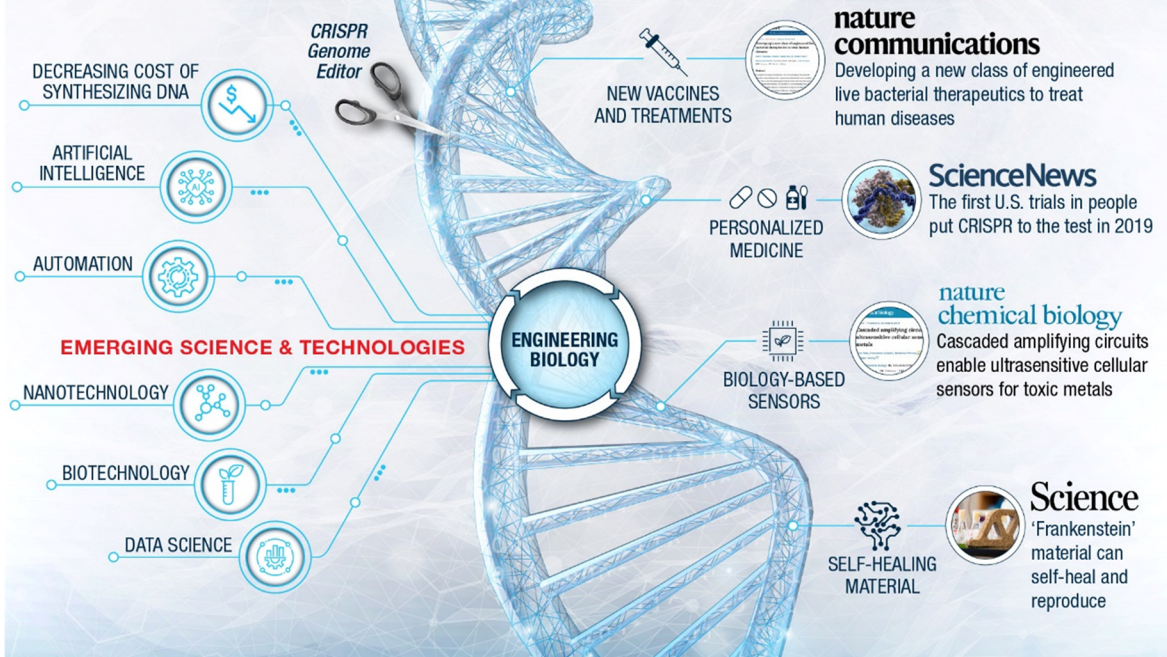 CRISPR
Genome
Editor
DECREASING COST OF
SYNTHESIZING DNA
$
ARTIFICIAL
INTELLIGENCE
AI
AUTOMATION
EMERGING SCIENCE & TECHNOLOGIES
NANOTECHNOLOGY
BIOTECHNOLOGY
DATA SCIENCE
ENGINEERING
BIOLOGY
NEW VACCINES
AND TREATMENTS
nature
communications
Developing a new class of engineered
live bacterial therapeutics to treat
human diseases
PERSONALIZED
MEDICINE
ScienceNews
The first U.S. trials in people
put CRISPR to the test in 2019
BIOLOGY-BASED
SENSORS
nature
chemical biology
Cascaded amplifying circuits
enable ultrasensitive cellular
sensors for toxic metals
SELF-HEALING
MATERIAL
Science
‘Frankenstein’
material can
self-heal and
reproduce